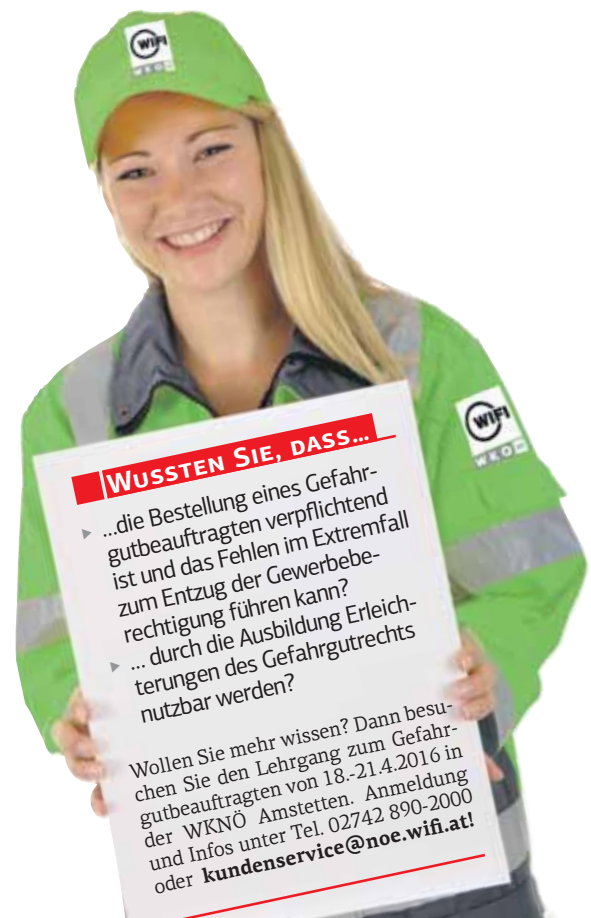 WIFI
WKO
WIFI
WKO
WUSSTEN SIE, DASS...
...die Bestellung eines Gefahr-
gutbeauftragten verpflichtend
ist und das Fehlen im Extremfall
zum Entzug der Gewerbebe-
rechtigung führen kann?
... durch die Ausbildung Erleich-
terungen des Gefahrgutrechts
nutzbar werden?
Wollen Sie mehr wissen? Dann besu-
chen Sie den Lehrgang zum Gefahr-
gutbeauftragten von 18.-21.4.2016 in
der WKNÖ Amstetten. Anmeldung
und Infos unter Tel. 02742 890-2000
oder kundenservice@noe.wifi.at!